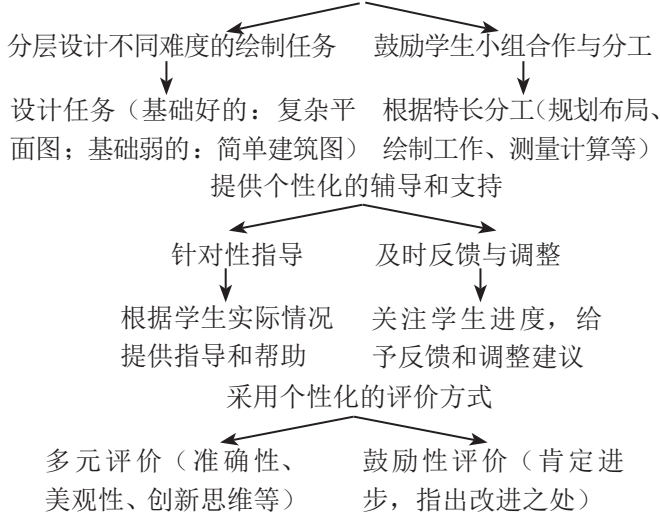 分层设计不同难度的绘制任务
鼓励学生小组合作与分工
设计任务（基础好的：复杂平
面图；基础弱的：简单建筑图）
根据特长分工（规划布局、
绘制工作、测量计算等）
提供个性化的辅导和支持
针对性指导
及时反馈与调整
根据学生实际情况
提供指导和帮助
关注学生进度，给
予反馈和调整建议
采用个性化的评价方式
多元评价（准确性、
美观性、创新思维等）
鼓励性评价（肯定进
步，指出改进之处）